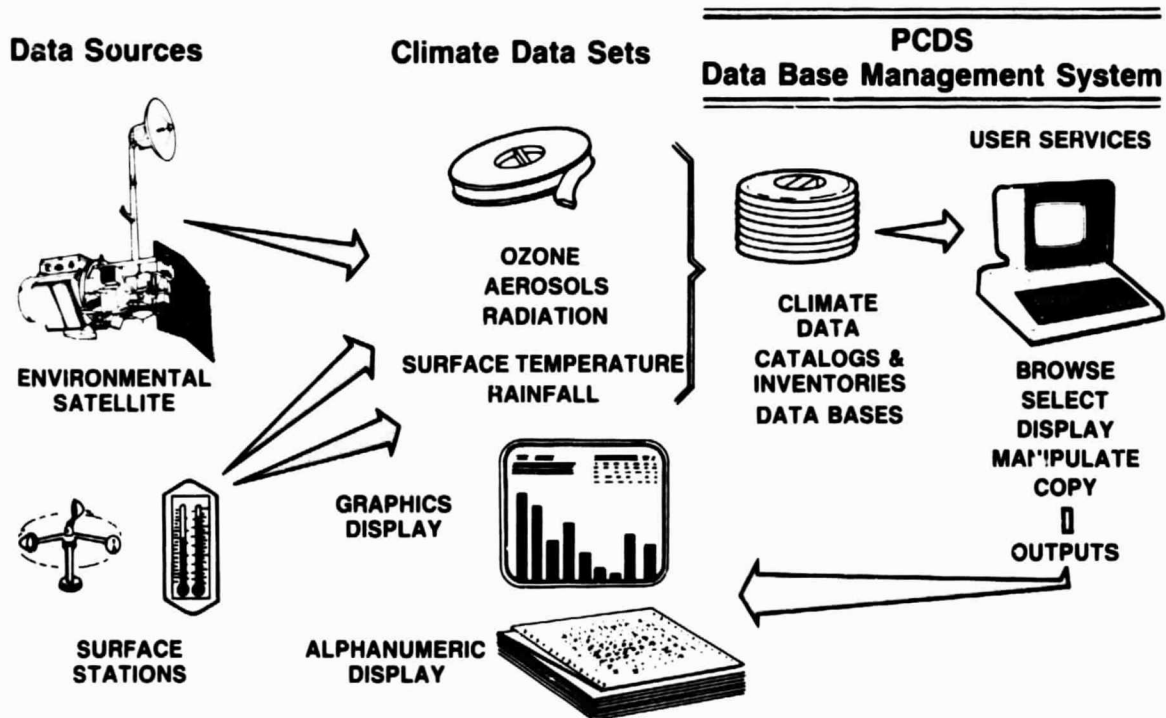 Data Sources
Climate Data Sets
PCDS
Data Base Management System
USER SERVICES
OZONE
AEROSOLS
RADIATION
SURFACE TEMPERATURE
RAINFALL
CLIMATE
DATA
CATALOGS &
INVENTORIES
DATA BASES
BROWSE
SELECT
DISPLAY
MANIPULATE
COPY
OUTPUTS
ENVIRONMENTAL
SATELLITE
GRAPHICS
DISPLAY
SURFACE
STATIONS
ALPHANUMERIC
DISPLAY